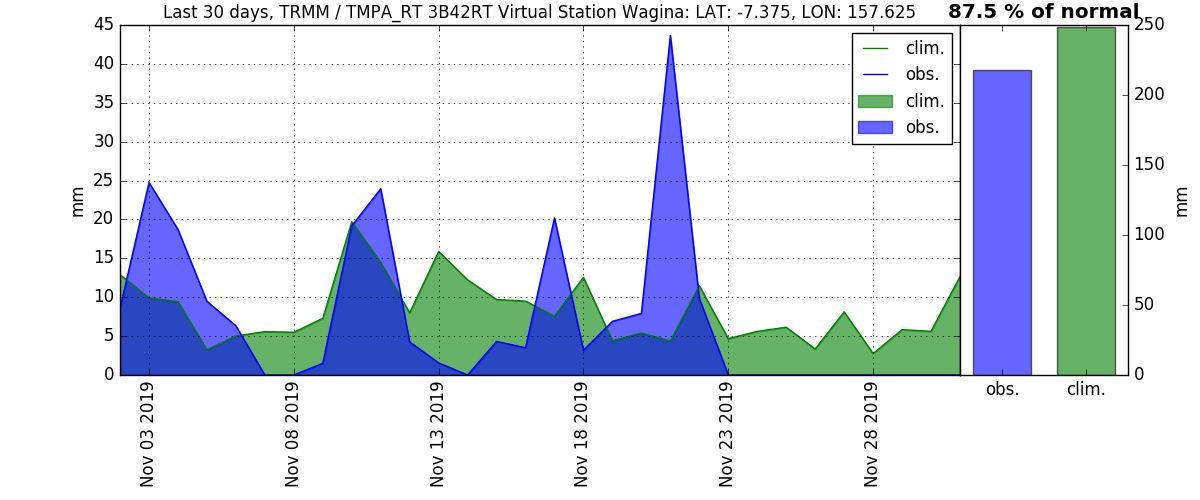 Last 30 days, TRMM / TMPA_RT 3B42RT Virtual Station Wagina: LAT: -7.375, LON: 157.625
87.5 % of normal
45
40
35
30
25
20
15
10
5
0
mm
clim.
obs.
clim.
obs.
Nov 03 2019
Nov 08 2019
Nov 13 2019
Nov 18 2019
Nov 23 2019
Nov 28 2019
250
200
150
100
50
0
mm
obs.
clim.